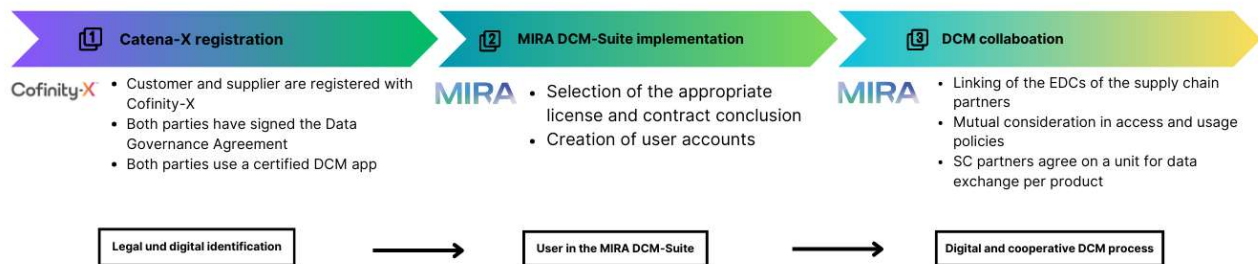 1 Catena-X registration
Cofinity-X
• Customer and supplier are registered with
Cofinity-X
• Both parties have signed the Data
Governance Agreement
• Both parties use a certified DCM app
2 MIRA DCM-Suite implementation
MIRA
• Selection of the appropriate
license and contract conclusion
• Creation of user accounts
3 DCM collaboation
MIRA
• Linking of the EDCs of the supply chain
partners
• Mutual consideration in access and usage
policies
• SC partners agree on a unit for data
exchange per product
Legal und digital identification
User in the MIRA DCM-Suite
Digital and cooperative DCM process